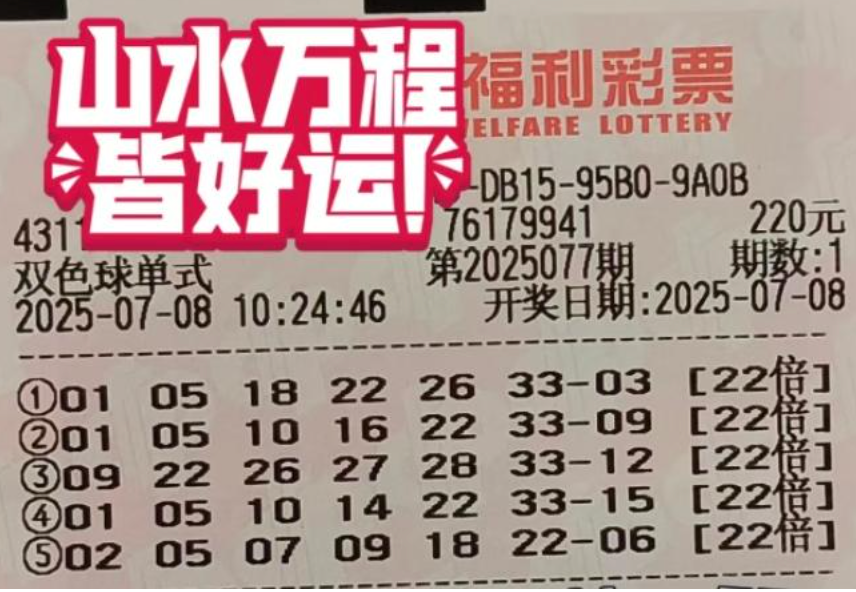 山水万程
皆好运!
福利彩票
ELFARE LOTTERY
-DB15-95B0-9A0B
4311 76179941 220元
双色球单式 第2025077期 期数:1
2025-07-08 10:24:46 开奖日期:2025-07-08
①01 05 18 22 26 33-03 [22倍]
②01 05 10 16 22 33-09 [22倍]
③09 22 26 27 28 33-12 [22倍]
④01 05 10 14 22 33-15 [22倍]
⑤02 05 07 09 18 22-06 [22倍]